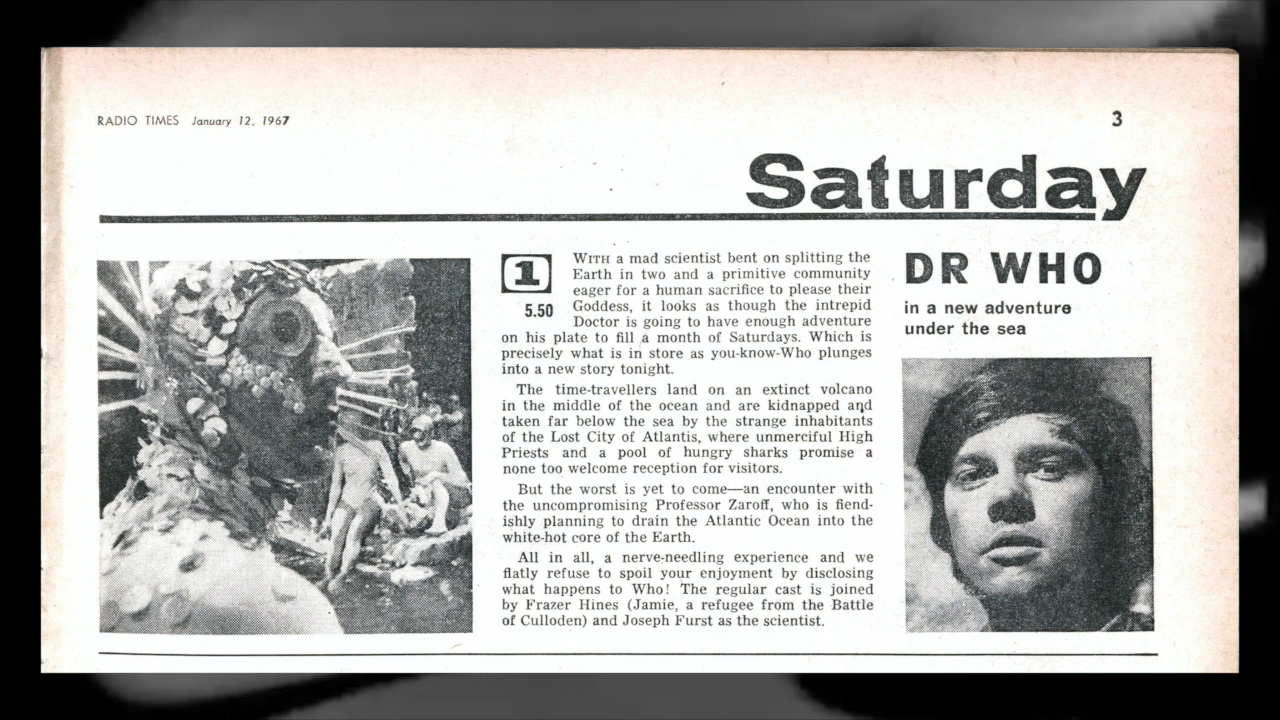 RADIO TIMES January 12, 1967
3
Saturday
1
5.50
WITH a mad scientist bent on splitting the
Earth in two and a primitive community
eager for a human sacrifice to please their
Goddess, it looks as though the intrepid
Doctor is going to have enough adventure
on his plate to fill a month of Saturdays. Which is
precisely what is in store as you-know-Who plunges
into a new story tonight.
The time-travellers land on an extinct volcano
in the middle of the ocean and are kidnapped and
taken far below the sea by the strange inhabitants
of the Lost City of Atlantis, where unmerciful High
Priests and a pool of hungry sharks promise a
none too welcome reception for visitors.
But the worst is yet to come—an encounter with
the uncompromising Professor Zaroff, who is fiend-
ishly planning to drain the Atlantic Ocean into the
white-hot core of the Earth.
All in all, a nerve-needling experience and we
flatly refuse to spoil your enjoyment by disclosing
what happens to Who! The regular cast is joined
by Frazer Hines (Jamie, a refugee from the Battle
of Culloden) and Joseph Furst as the scientist.
DR WHO
in a new adventure
under the sea